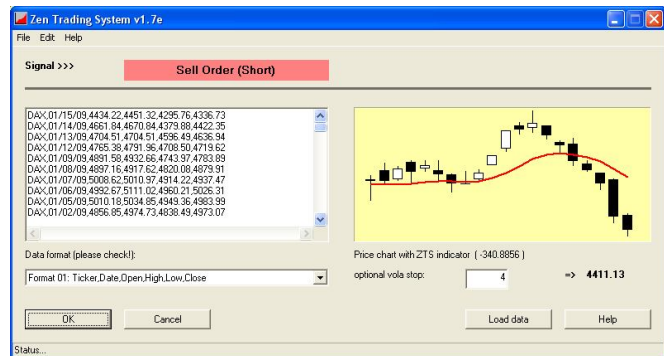 Zen Trading System v1.7e
File Edit Help
Signal >>>
Sell Order (Short)
DAX,01/15/09,4434.22,4451.32,4295.76,4336.73
DAX,01/14/09,4661.84,4670.84,4379.88,4422.35
DAX,01/13/09,4704.51,4704.51,4596.49,4636.94
DAX,01/12/09,4765.38,4791.96,4708.50,4719.62
DAX,01/09/09,4891.58,4932.66,4743.97,4783.89
DAX,01/08/09,4897.16,4917.62,4820.08,4879.91
DAX,01/07/09,5008.62,5010.97,4914.22,4937.47
DAX,01/06/09,4992.67,5111.02,4960.21,5026.31
DAX,01/05/09,5010.18,5034.85,4949.36,4983.99
DAX,01/02/09,4856.85,4974.73,4838.49,4973.07
Data format (please check!):
Format 01: Ticker,Date,Open,High,Low,Close
Price chart with ZTS indicator ( -340.8856 )
optional vola stop: 4 => 4411.13
OK Cancel Load data Help
Status...